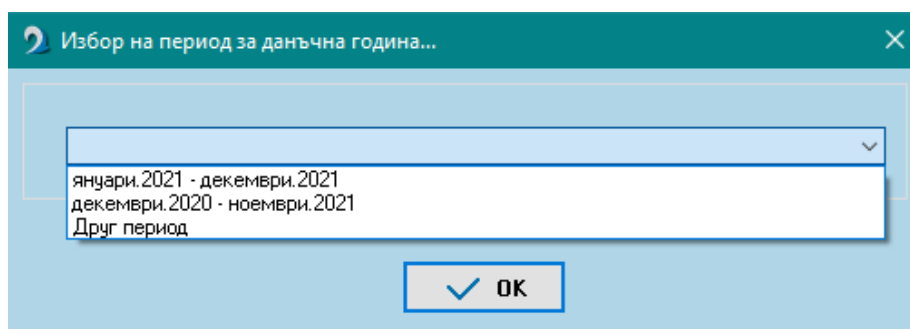 Избор на период за данъчна година...
януари.2021 - декември.2021
декември.2020 - ноември.2021
Друг период
OK